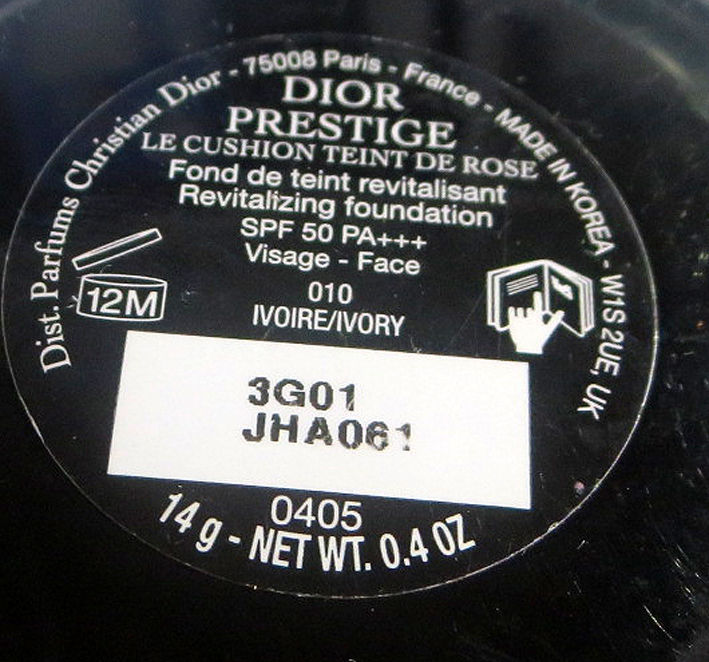 Dist. Parfums Christian Dior - 75008 Paris - France - MADE IN KOREA - W1S 2UE, UK
DIOR
PRESTIGE
LE CUSHION TEINT DE ROSE
Fond de teint revitalisant
Revitalizing foundation
SPF 50 PA+++
Visage - Face
12M
010
IVOIRE/IVORY
3G01
JHA061
0405
14 g - NET WT. 0.4 OZ